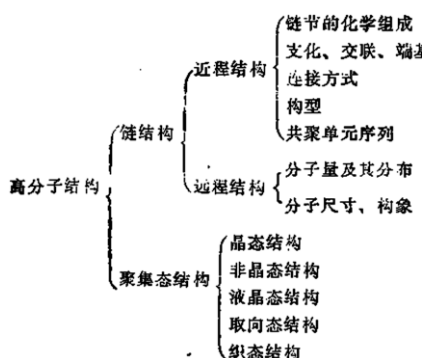 链节的化学组成
支化、交联、端基
近程结构
连接方式
构型
链结构
共聚单元序列
分子量及其分布
高分子结构
远程结构
分子尺寸、构象
晶态结构
非晶态结构
聚集态结构
液晶态结构
取向态结构
织态结构